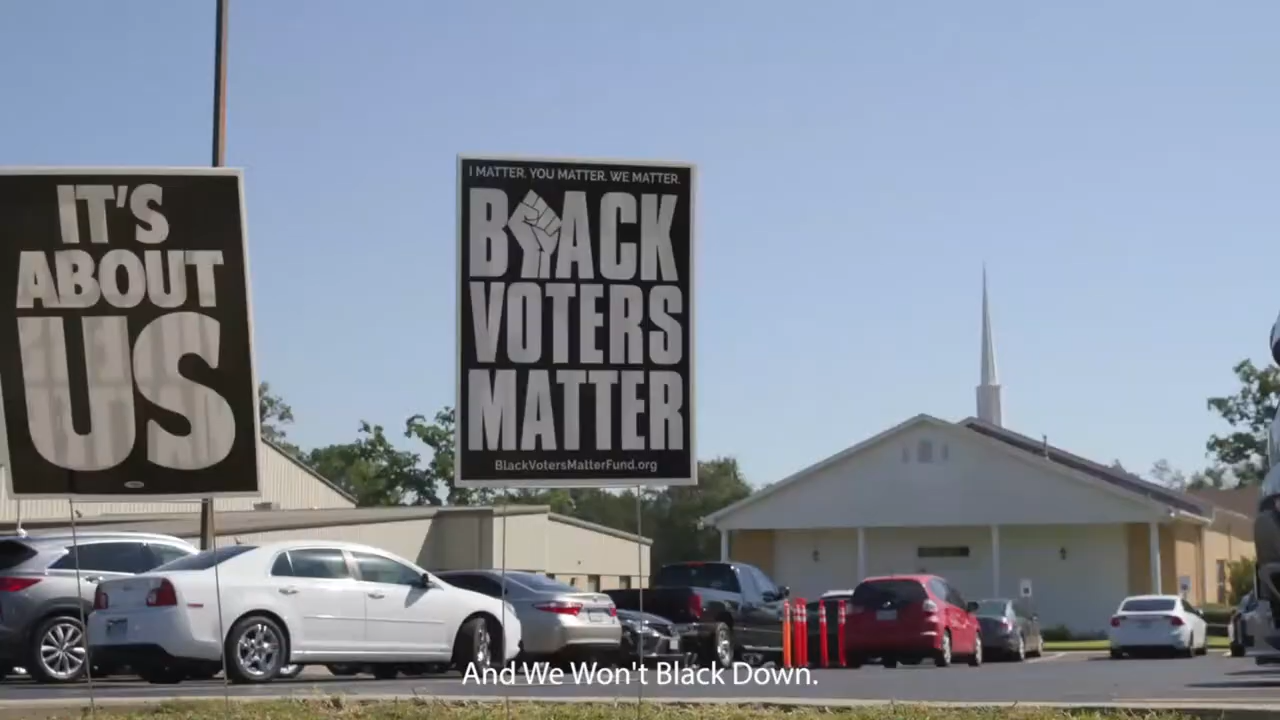 IT'S
ABOUT
US
I MATTER. YOU MATTER. WE MATTER.
BLACK
VOTERS
MATTER
BlackVotersMatterFund.org
And We Won't Black Down.